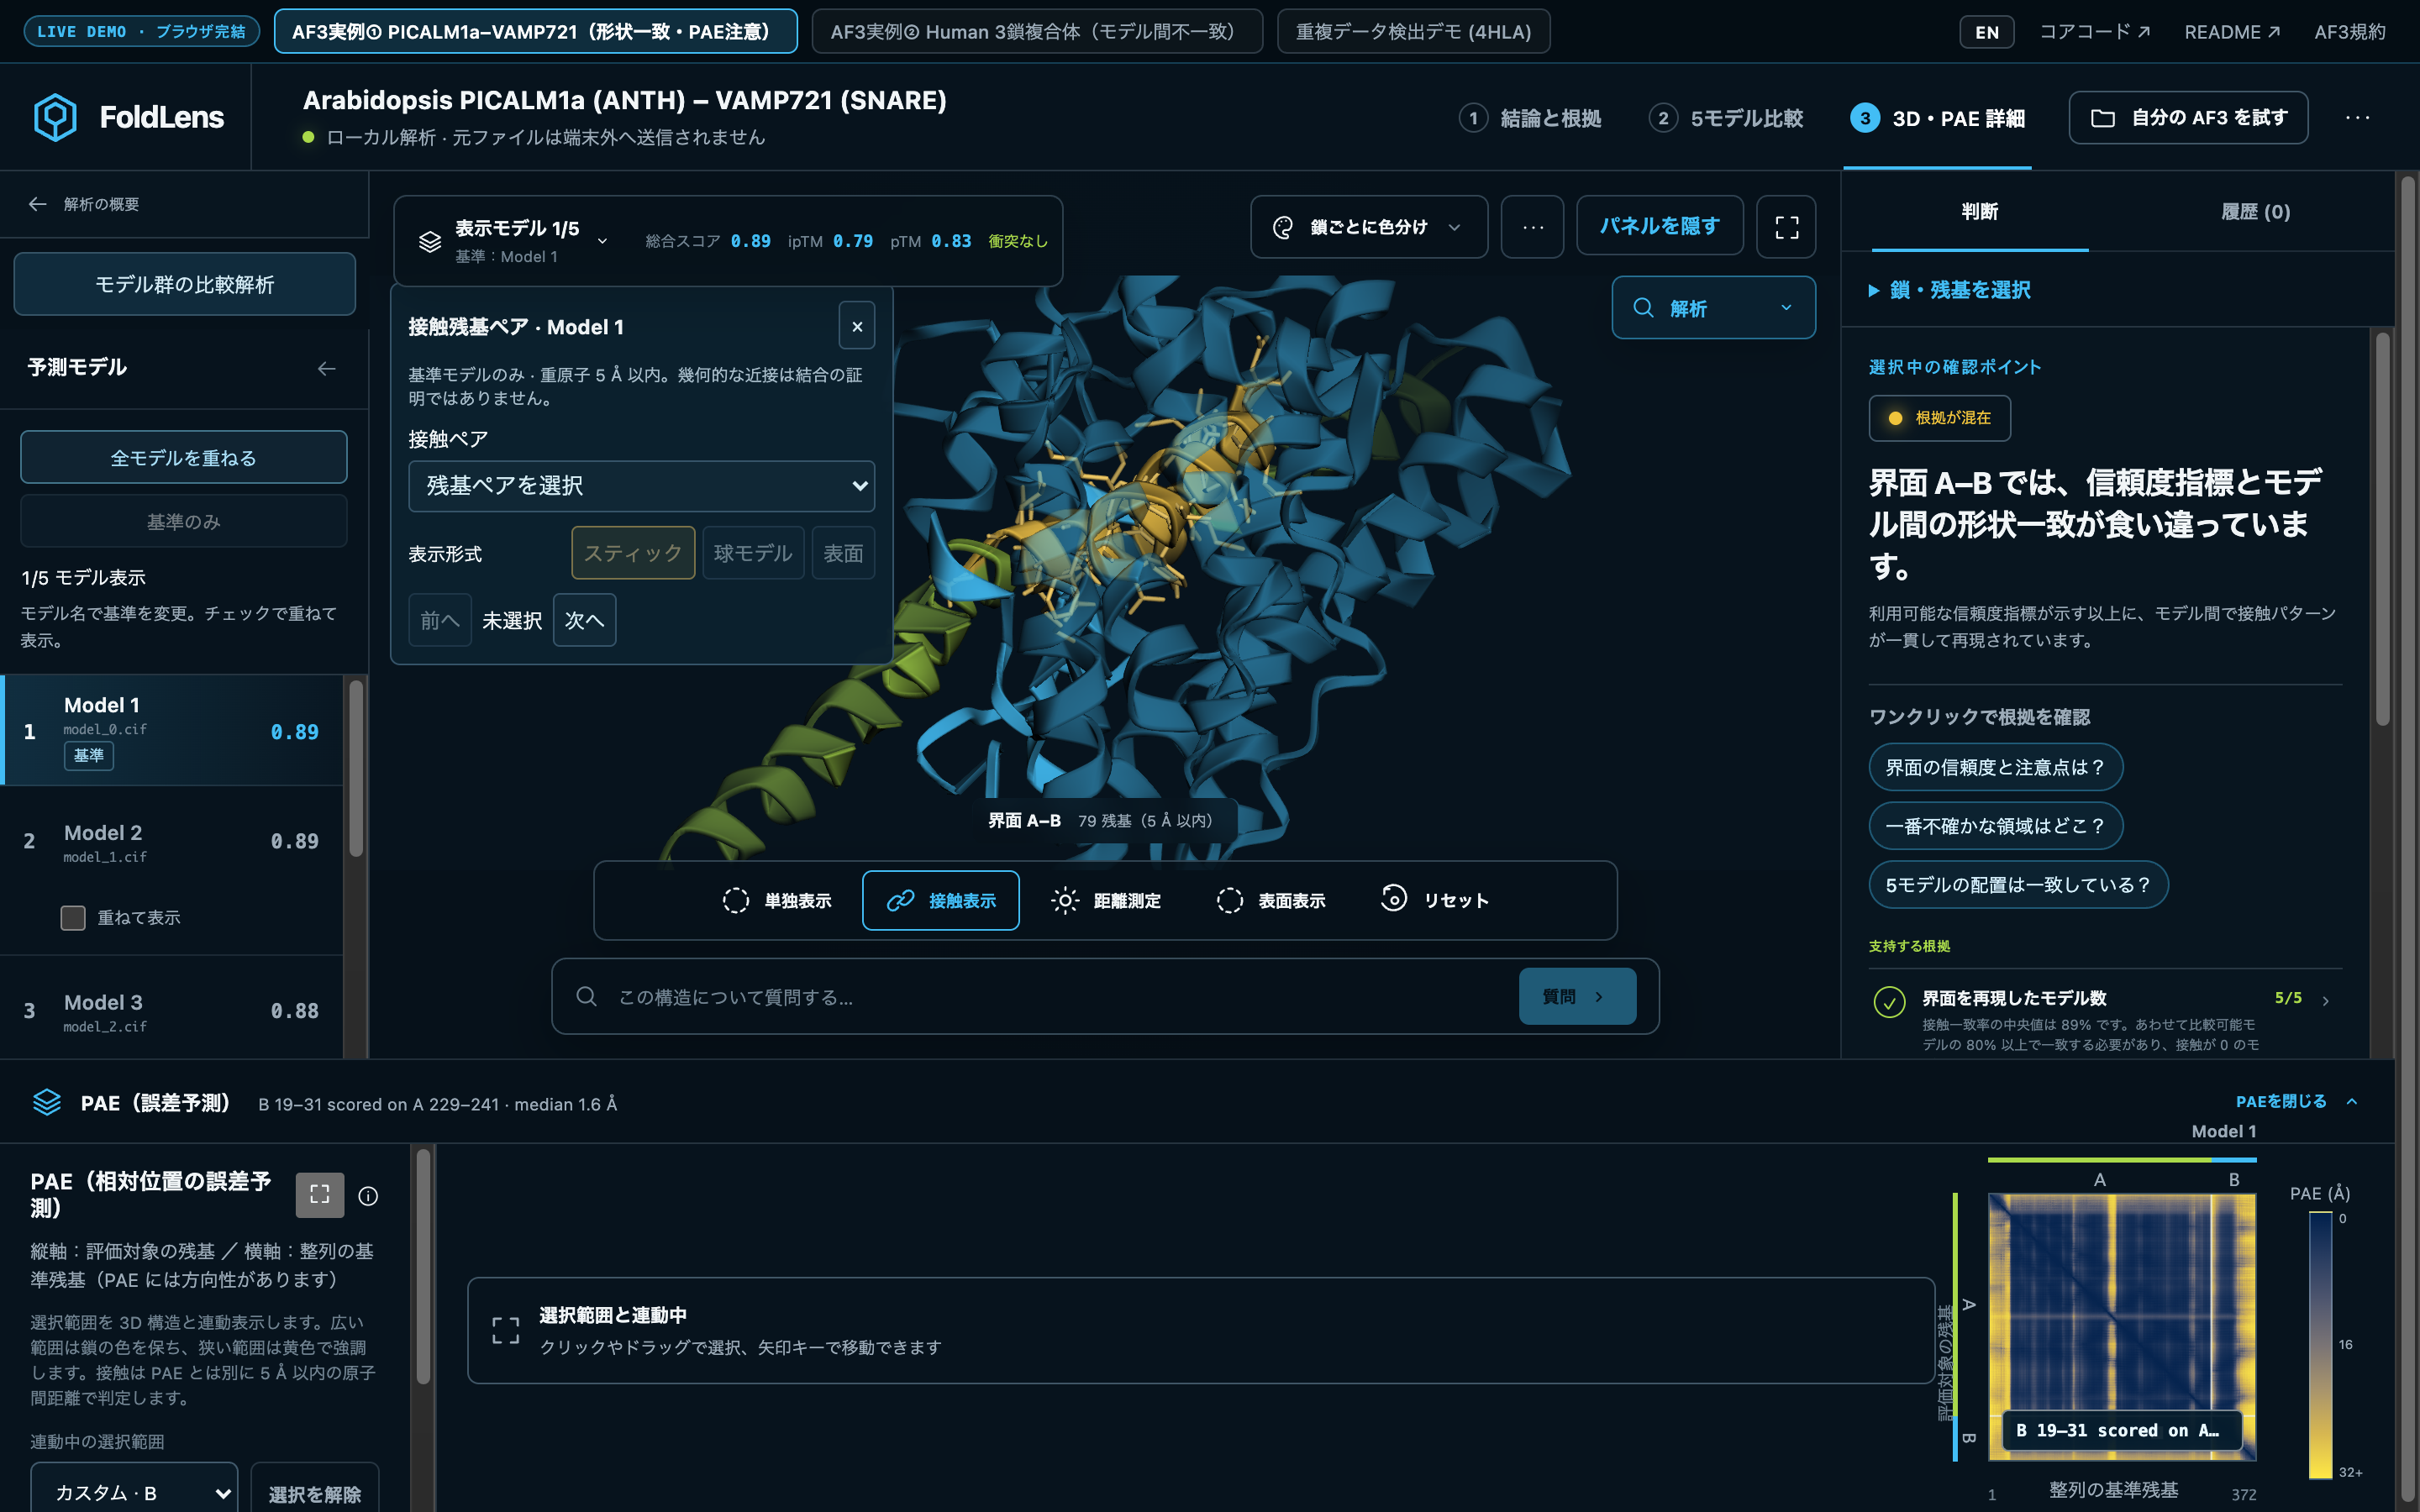 LIVE DEMO · ブラウザ完結
AF3実例① PICALM1a–VAMP721（形状一致・PAE注意）
AF3実例② Human 3鎖複合体（モデル間不一致）
重複データ検出デモ (4HLA)
EN
コアコード ↗
README ↗
AF3規約
FoldLens
Arabidopsis PICALM1a (ANTH) – VAMP721 (SNARE)
ローカル解析 · 元ファイルは端末外へ送信されません
1 結論と根拠
2 5モデル比較
3 3D・PAE 詳細
自分の AF3 を試す
···
← 解析の概要
モデル群の比較解析
予測モデル ←
全モデルを重ねる
基準のみ
1/5 モデル表示
モデル名で基準を変更。チェックで重ねて
表示。
1 Model 1 0.89
model_0.cif
基準
2 Model 2 0.89
model_1.cif
重ねて表示
3 Model 3 0.88
model_2.cif
表示モデル 1/5
基準：Model 1
総合スコア 0.89 ipTM 0.79 pTM 0.83 衝突なし
鎖ごとに色分け
···
パネルを隠す
解析
接触残基ペア · Model 1 ×
基準モデルのみ · 重原子 5 Å 以内。幾何的な近接は結合の証
明ではありません。
接触ペア
残基ペアを選択
表示形式 スティック 球モデル 表面
前へ 未選択 次へ
界面 A–B 79 残基（5 Å 以内）
単独表示 接触表示 距離測定 表面表示 リセット
この構造について質問する...
質問 ›
判断 履歴 (0)
▶ 鎖・残基を選択
選択中の確認ポイント
根拠が混在
界面 A–B では、信頼度指標とモデ
ル間の形状一致が食い違っていま
す。
利用可能な信頼度指標が示す以上に、モデル間で接触パターン
が一貫して再現されています。
ワンクリックで根拠を確認
界面の信頼度と注意点は？
一番不確かな領域はどこ？
5モデルの配置は一致している？
支持する根拠
界面を再現したモデル数 5/5 ›
接触一致率の中央値は 89% です。あわせて比較可能モ
デルの 80% 以上で一致する必要があり、接触が 0 のモ
PAE（誤差予測） B 19–31 scored on A 229–241 · median 1.6 Å
PAEを閉じる
PAE（相対位置の誤差予
測）
縦軸：評価対象の残基 ／ 横軸：整列の基
準残基（PAE には方向性があります）
選択範囲を 3D 構造と連動表示します。広い
範囲は鎖の色を保ち、狭い範囲は黄色で強調
します。接触は PAE とは別に 5 Å 以内の原子
間距離で判定します。
連動中の選択範囲
カスタム · B 選択を解除
選択範囲と連動中
クリックやドラッグで選択、矢印キーで移動できます
Model 1
A B
評価対象の残基
A
B
B 19–31 scored on A…
1 整列の基準残基 372
PAE (Å)
0
16
32+